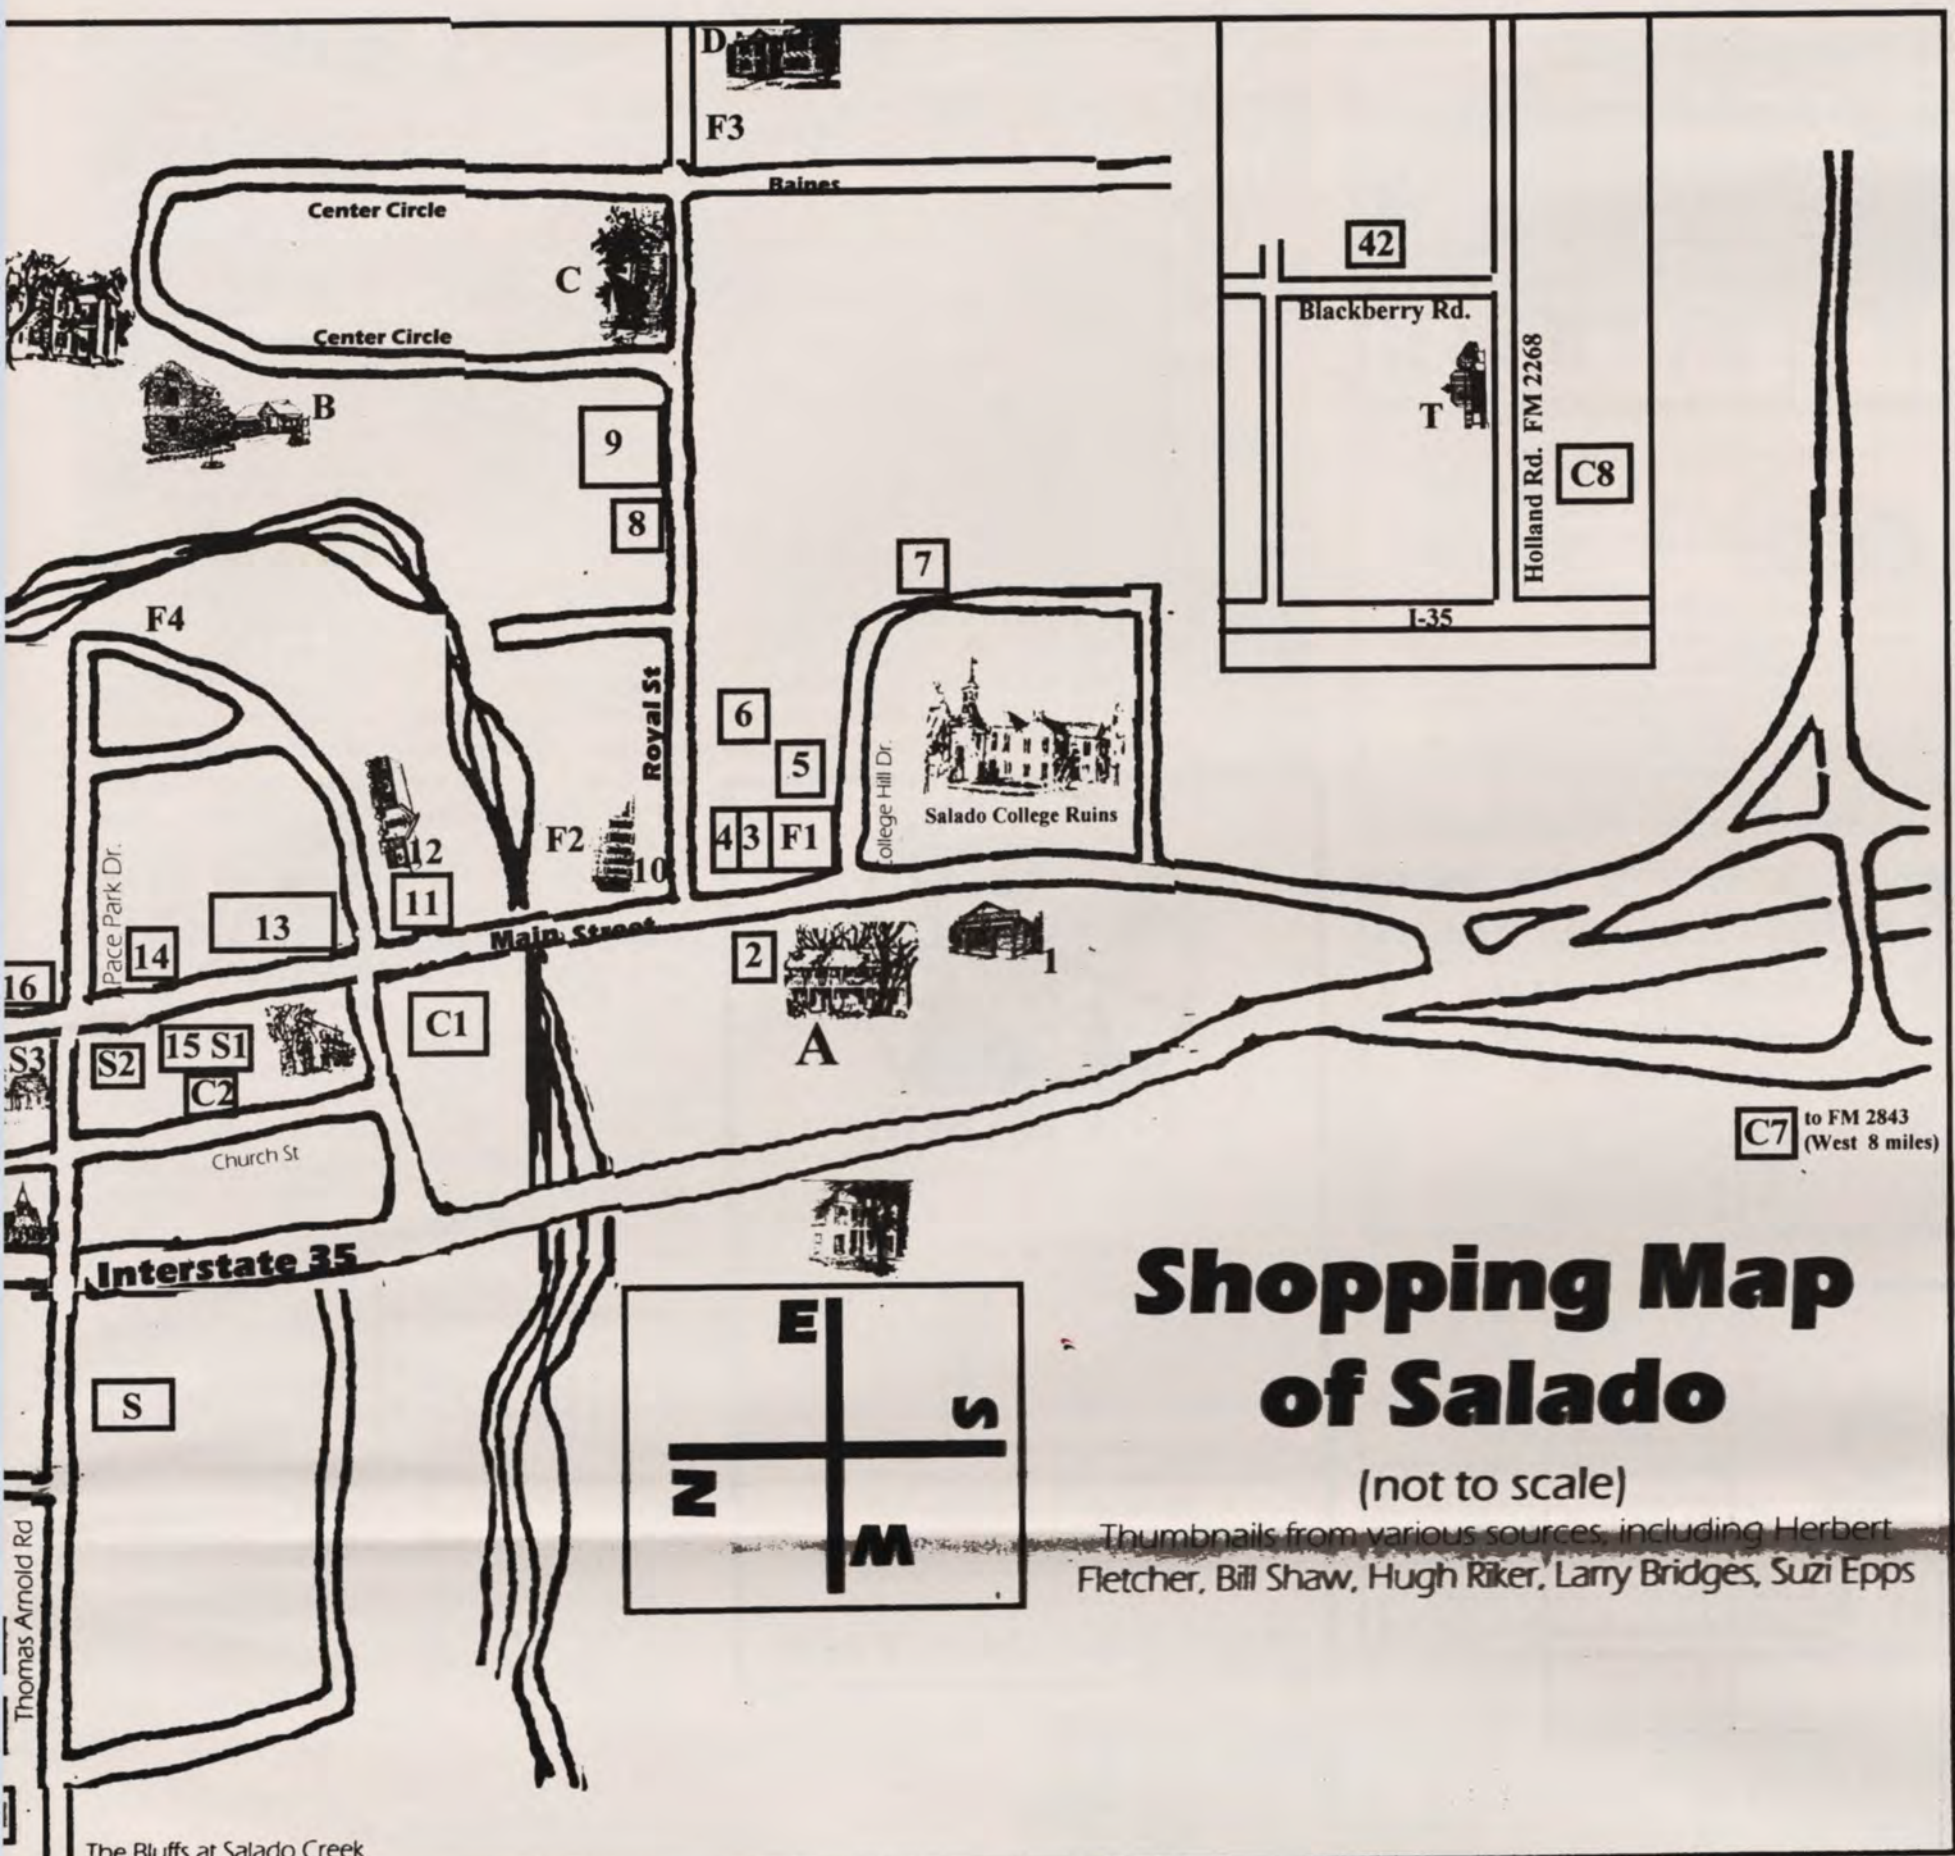 D
F3
Baines
Center Circle
C
Center Circle
B
9
8
42
Blackberry Rd.
T
Holland Rd. FM 2268
C8
I-35
7
F4
Royal St
6
5
4 3 F1
College Hill Dr.
Salado College Ruins
F2
10
12
11
Main Street
Pace Park Dr.
13
14
16
2
A
1
C1
15 S1
S2
S3
C2
Church St
C7
to FM 2843
(West 8 miles)
Interstate 35
S
E
S
N
W
Shopping Map
of Salado
(not to scale)
Thumbnails from various sources, including Herbert
Fletcher, Bill Shaw, Hugh Riker, Larry Bridges, Suzi Epps
Thomas Arnold Rd
The Bluffs at Salado Creek